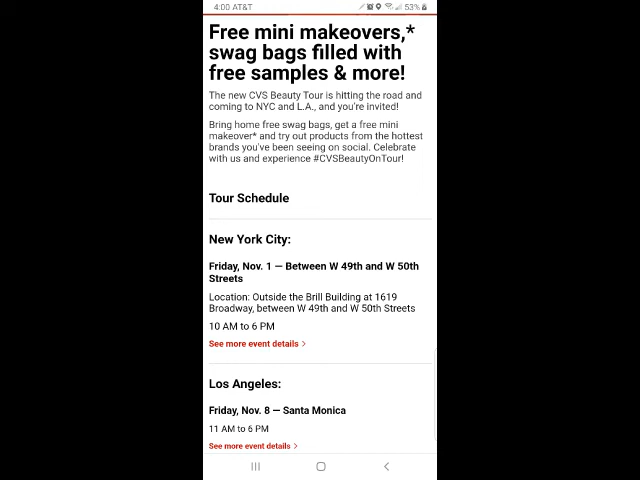 4:00 AT&T
53%
Free mini makeovers,*
swag bags filled with
free samples & more!
The new CVS Beauty Tour is hitting the road and
coming to NYC and L.A., and you're invited!
Bring home free swag bags, get a free mini
makeover* and try out products from the hottest
brands you've been seeing on social. Celebrate
with us and experience #CVSBeautyOnTour!
Tour Schedule
New York City:
Friday, Nov. 1 — Between W 49th and W 50th
Streets
Location: Outside the Brill Building at 1619
Broadway, between W 49th and W 50th Streets
10 AM to 6 PM
See more event details >
Los Angeles:
Friday, Nov. 8 — Santa Monica
11 AM to 6 PM
See more event details >